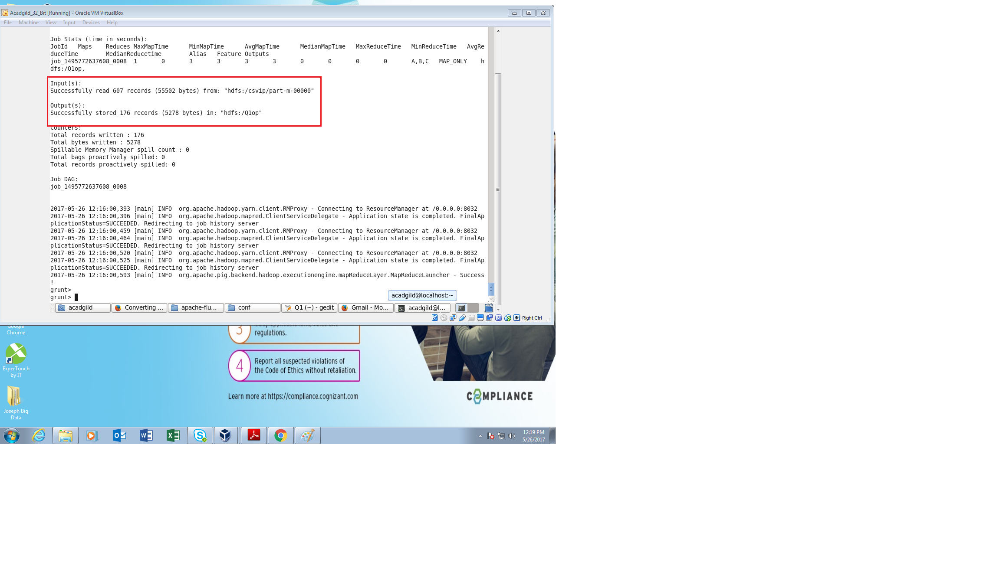 Acadgild_32_Bit [Running] - Oracle VM VirtualBox
File Machine View Input Devices Help
Job Stats (time in seconds):
JobId Maps Reduces MaxMapTime MinMapTime AvgMapTime MedianMapTime MaxReduceTime MinReduceTime AvgRe
duceTime MedianReducetime Alias Feature Outputs
job_1495772637608_0008 1 0 3 3 3 3 0 0 0 0 A,B,C MAP_ONLY h
dfs:/Q1op,
Input(s):
Successfully read 607 records (55502 bytes) from: "hdfs:/csvip/part-m-00000"
Output(s):
Successfully stored 176 records (5278 bytes) in: "hdfs:/Q1op"
Counters:
Total records written : 176
Total bytes written : 5278
Spillable Memory Manager spill count : 0
Total bags proactively spilled: 0
Total records proactively spilled: 0
Job DAG:
job_1495772637608_0008
2017-05-26 12:16:00,393 [main] INFO org.apache.hadoop.yarn.client.RMProxy - Connecting to ResourceManager at /0.0.0.0:8032
2017-05-26 12:16:00,396 [main] INFO org.apache.hadoop.mapred.ClientServiceDelegate - Application state is completed. FinalAp
plicationStatus=SUCCEEDED. Redirecting to job history server
2017-05-26 12:16:00,459 [main] INFO org.apache.hadoop.yarn.client.RMProxy - Connecting to ResourceManager at /0.0.0.0:8032
2017-05-26 12:16:00,464 [main] INFO org.apache.hadoop.mapred.ClientServiceDelegate - Application state is completed. FinalAp
plicationStatus=SUCCEEDED. Redirecting to job history server
2017-05-26 12:16:00,520 [main] INFO org.apache.hadoop.yarn.client.RMProxy - Connecting to ResourceManager at /0.0.0.0:8032
2017-05-26 12:16:00,525 [main] INFO org.apache.hadoop.mapred.ClientServiceDelegate - Application state is completed. FinalAp
plicationStatus=SUCCEEDED. Redirecting to job history server
2017-05-26 12:16:00,593 [main] INFO org.apache.pig.backend.hadoop.executionengine.mapReduceLayer.MapReduceLauncher - Success
!
grunt>
grunt>
acadgild@localhost:~
acadgild Converting ... apache-flu... conf Q1 (~) - gedit Gmail - Mo... acadgild@l...
Right Ctrl
Google
Chrome
3
regulations.
4
Report all suspected violations of
the Code of Ethics without retaliation.
ExperTouch
by IT
Learn more at https://compliance.cognizant.com
COMPLIANCE
Joseph Big
Data
12:19 PM
5/26/2017